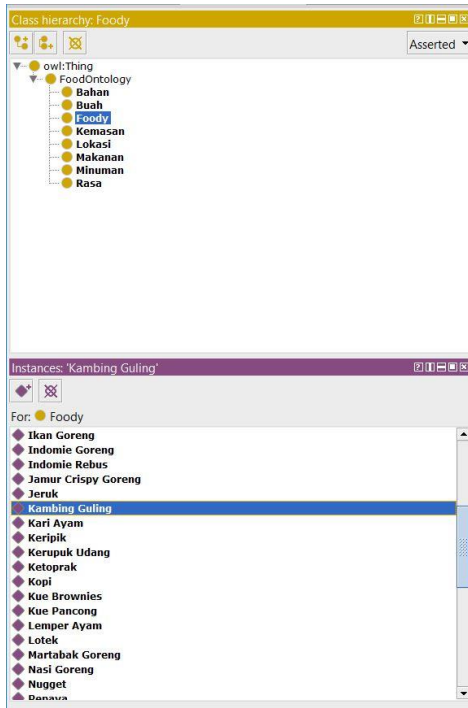 Class hierarchy: Foody
Asserted
owl:Thing
FoodOntology
Bahan
Buah
Foody
Kemasan
Lokasi
Makanan
Minuman
Rasa
Instances: 'Kambing Guling'
For: Foody
Ikan Goreng
Indomie Goreng
Indomie Rebus
Jamur Crispy Goreng
Jeruk
Kambing Guling
Kari Ayam
Keripik
Kerupuk Udang
Ketoprak
Kopi
Kue Brownies
Kue Pancong
Lemper Ayam
Lotek
Martabak Goreng
Nasi Goreng
Nugget
Pepaya